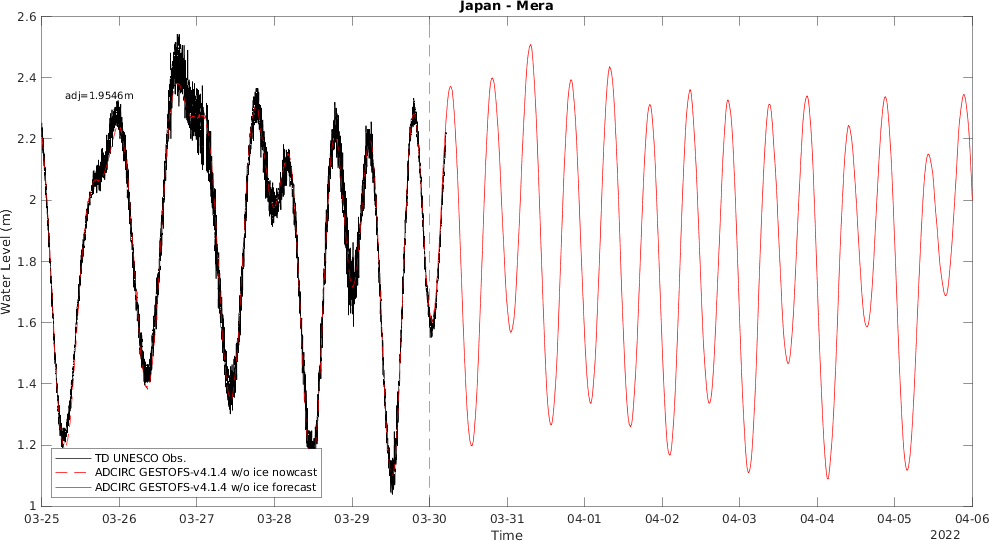 Japan - Mera
2.6
2.4
2.2
2
1.8
1.6
1.4
1.2
1
Water Level (m)
adj=1.9546m
TD UNESCO Obs.
ADCIRC GESTOFS-v4.1.4 w/o ice nowcast
ADCIRC GESTOFS-v4.1.4 w/o ice forecast
03-25 03-26 03-27 03-28 03-29 03-30 03-31 04-01 04-02 04-03 04-04 04-05 04-06
Time
2022